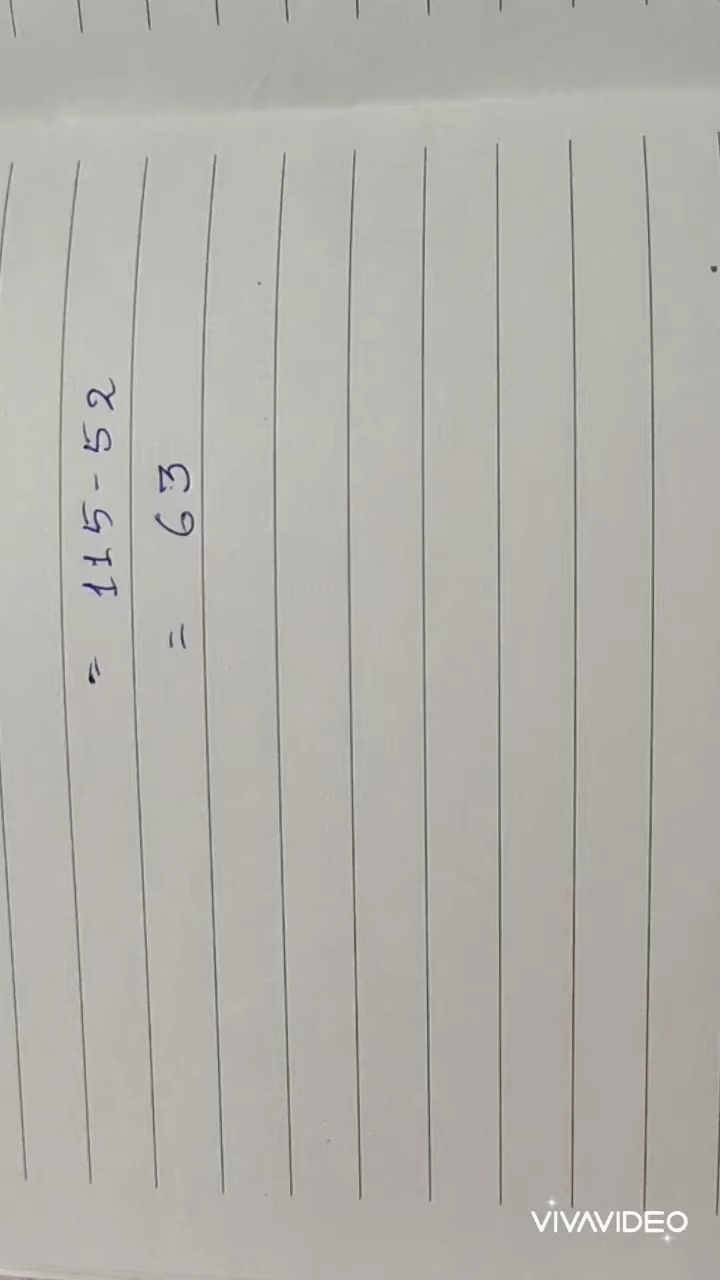 = 115-52
= 63
VIVAVIDEO